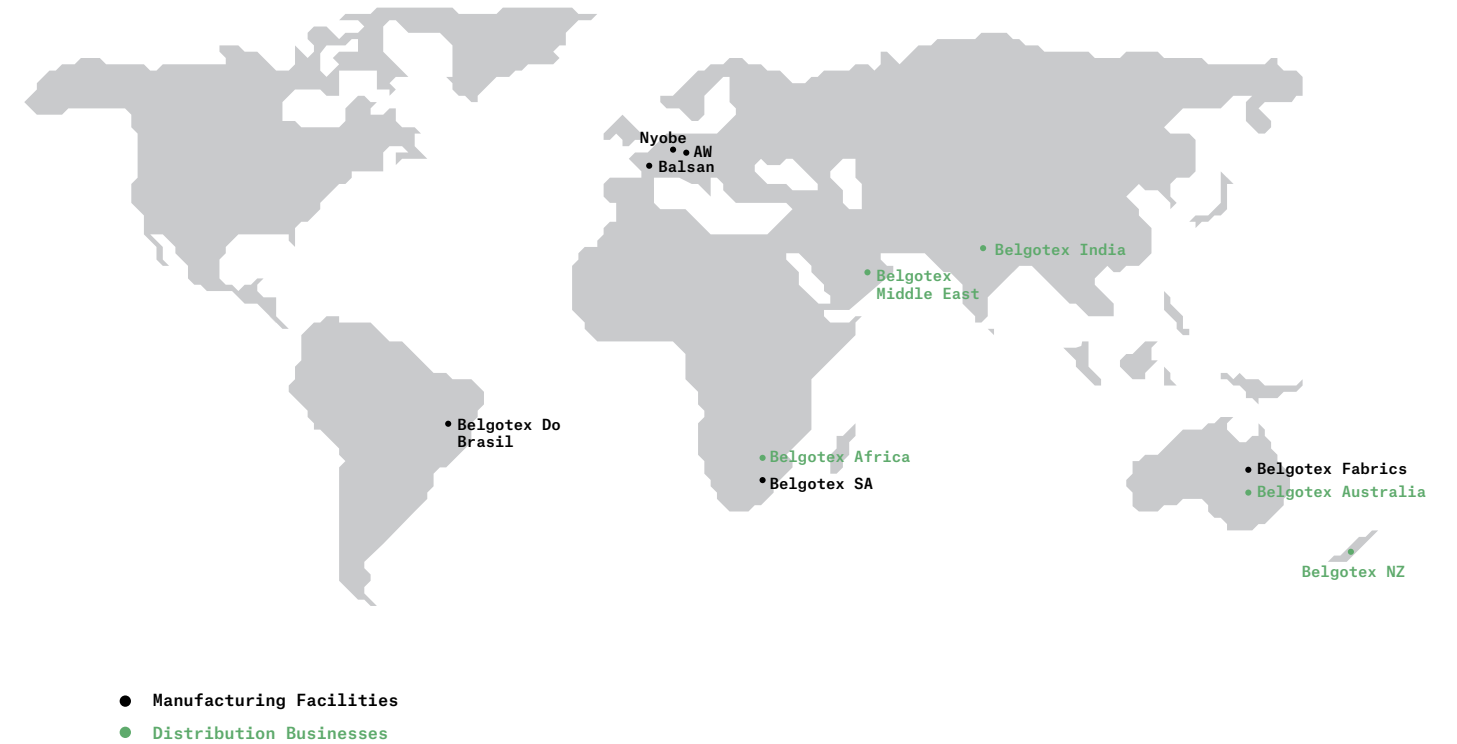 Nyobe
AW
Balsan
Belgotex India
Belgotex
Middle East
Belgotex Do
Brasil
Belgotex Africa
Belgotex SA
Belgotex Fabrics
Belgotex Australia
Belgotex NZ
Manufacturing Facilities
Distribution Businesses